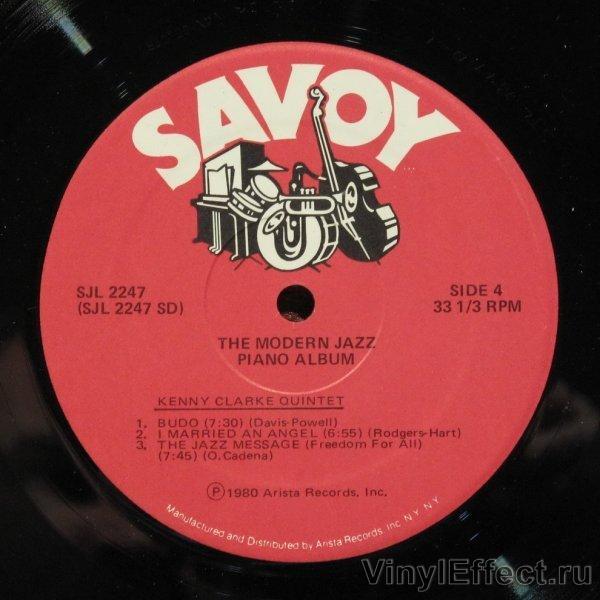 SAVOY
SJL 2247
(SJL 2247 SD)
SIDE 4
33 1/3 RPM
THE MODERN JAZZ
PIANO ALBUM
KENNY CLARKE QUINTET
1. BUDO (7:30) (Davis-Powell)
2. I MARRIED AN ANGEL (6:55) (Rodgers-Hart)
3. THE JAZZ MESSAGE (Freedom For All)
(7:45) (O.Cadena)
Ⓟ1980 Arista Records, Inc.
Manufactured and Distributed by Arista Records, Inc. N.Y. N.Y.
VinylEffect.ru